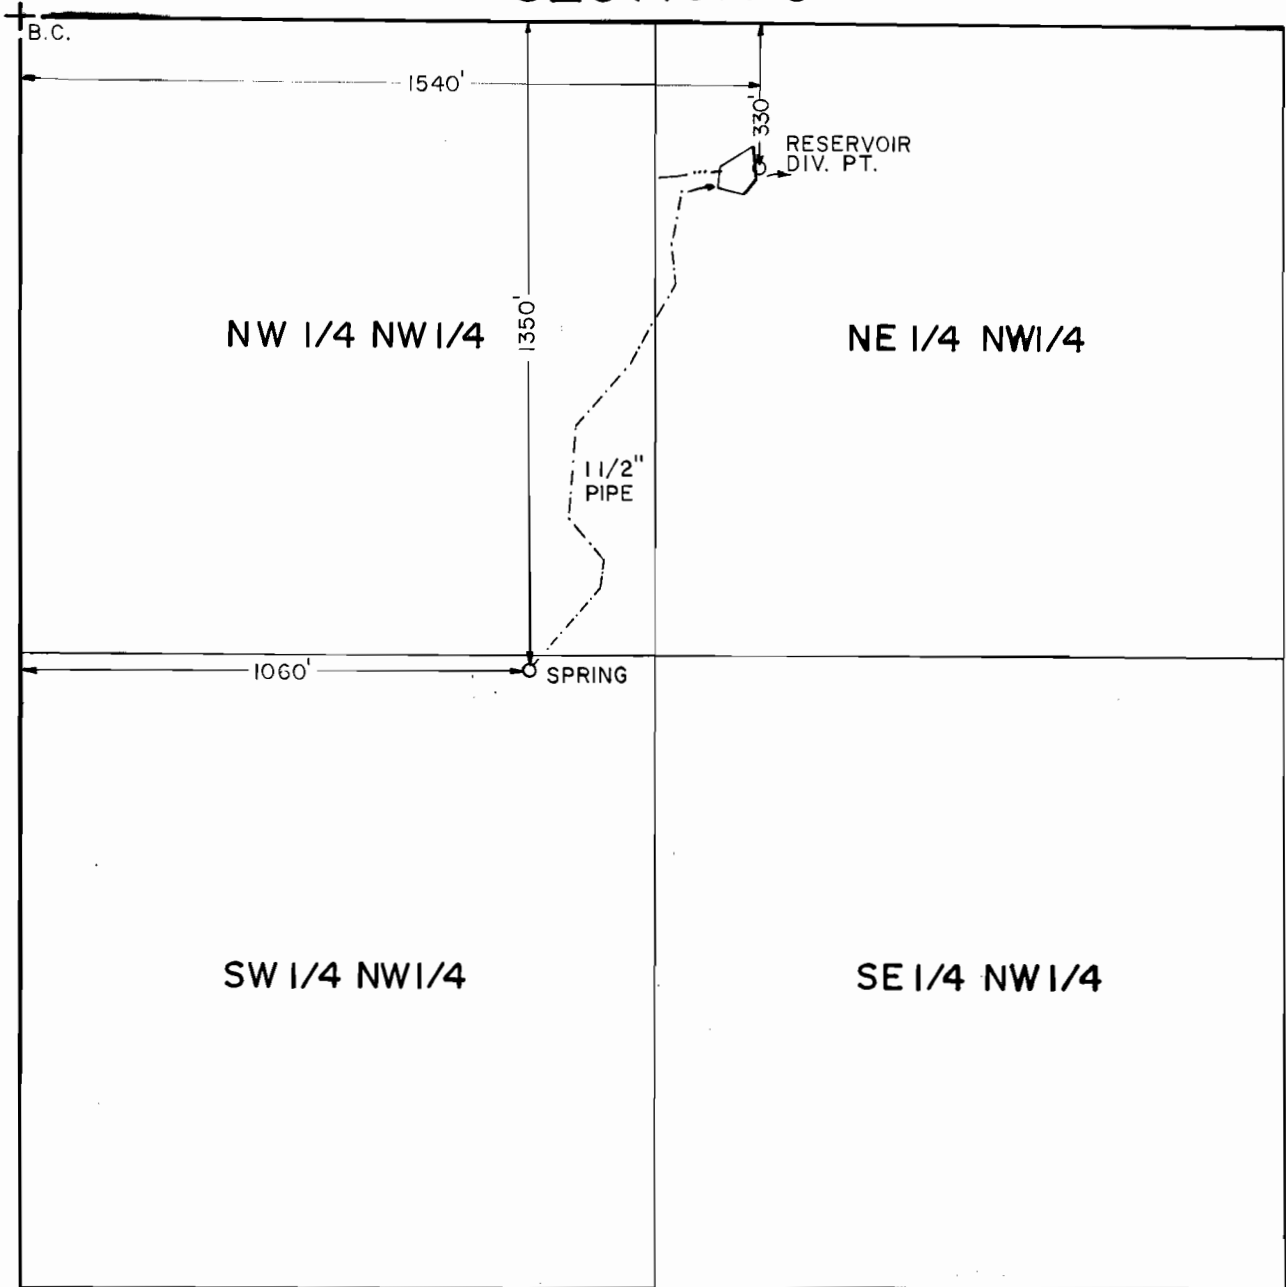 B.C.
1540'
330'
RESERVOIR
DIV. PT.
1350'
NW 1/4 NW1/4
NE 1/4 NW1/4
1 1/2"
PIPE
1060'
SPRING
SW 1/4 NW1/4
SE 1/4 NW 1/4